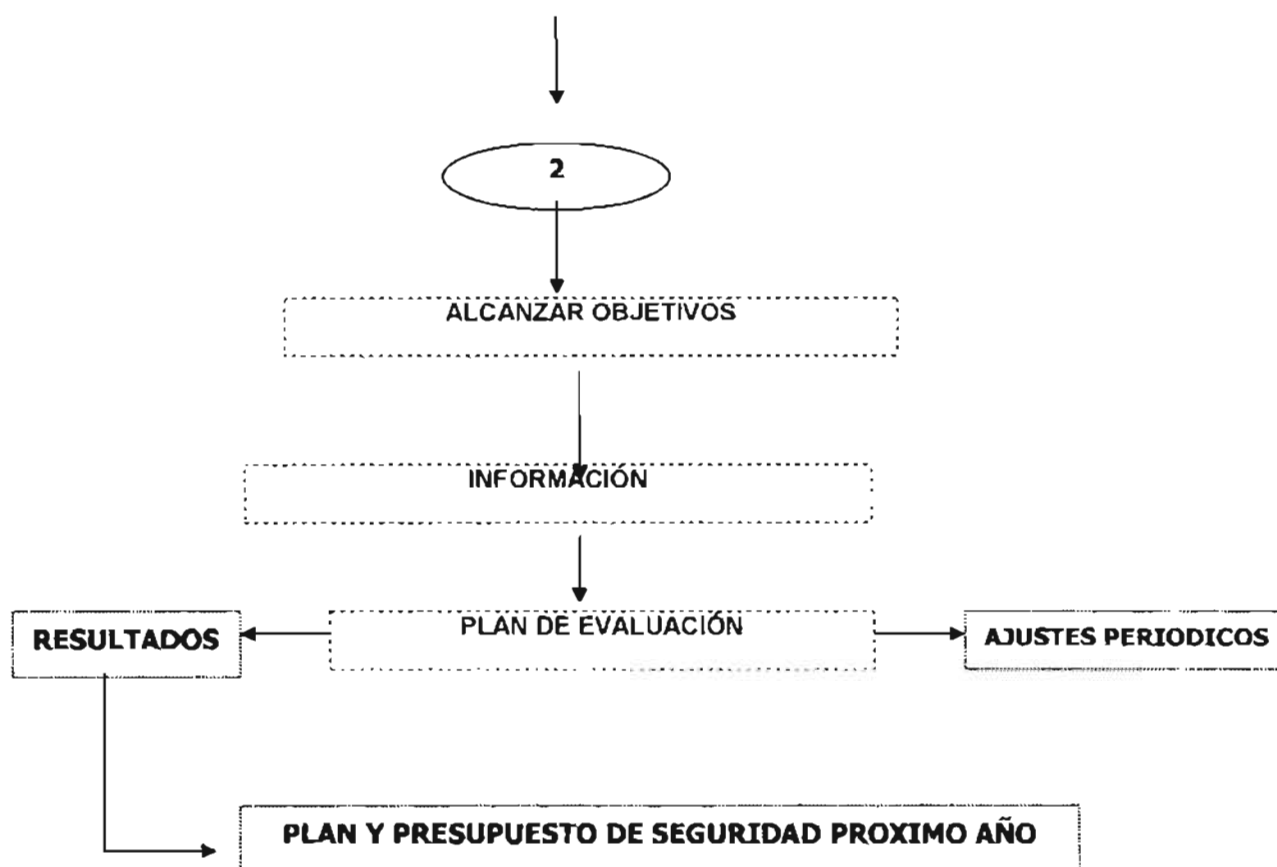 2
ALCANZAR OBJETIVOS
INFORMACIÓN
RESULTADOS
PLAN DE EVALUACIÓN
AJUSTES PERIODICOS
PLAN Y PRESUPUESTO DE SEGURIDAD PROXIMO AÑO